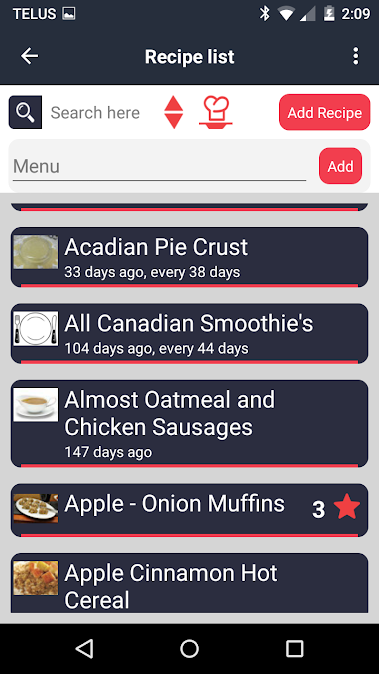 TELUS 2:09
Recipe list
Search here Add Recipe
Menu Add
Acadian Pie Crust
33 days ago, every 38 days
All Canadian Smoothie's
104 days ago, every 44 days
Almost Oatmeal and
Chicken Sausages
147 days ago
Apple - Onion Muffins 3
Apple Cinnamon Hot
Cereal